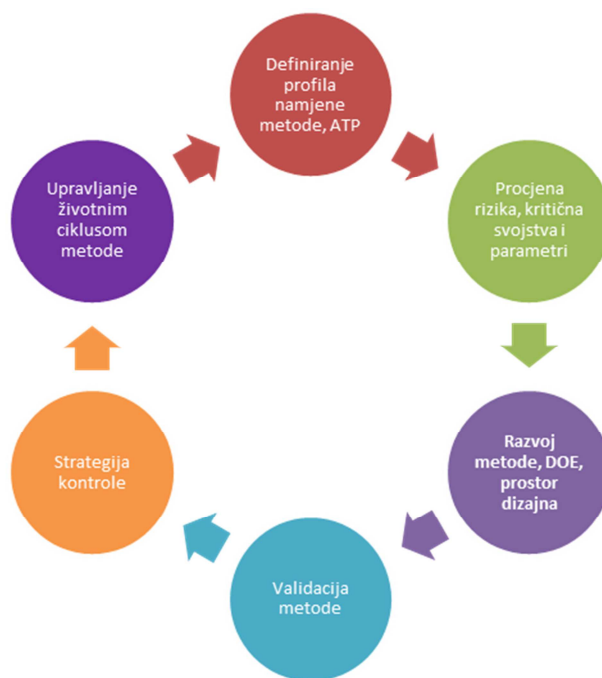 Definiranje
profila
namjene
metode, ATP
Procjena
rizika, kritična
svojstva i
parametri
Razvoj
metode, DOE,
prostor
dizajna
Validacija
metode
Strategija
kontrole
Upravljanje
životnim
ciklusom
metode